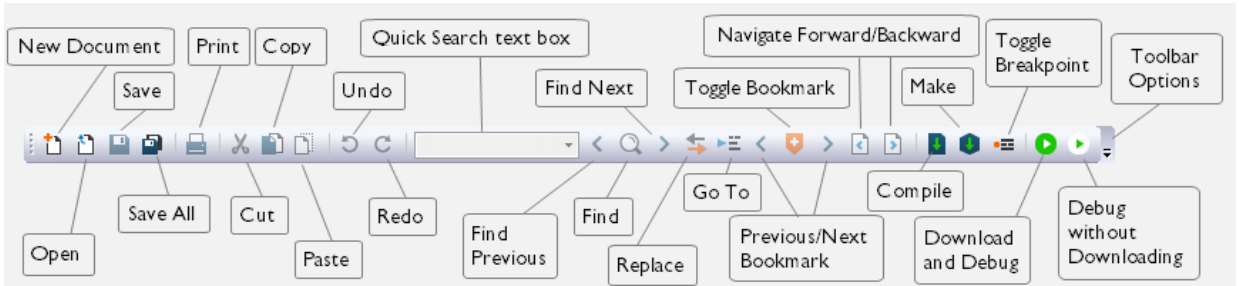 New Document
Print
Copy
Quick Search text box
Navigate Forward/Backward
Toggle
Breakpoint
Toolbar
Options
Save
Undo
Find Next
Toggle Bookmark
Make
Open
Save All
Cut
Paste
Redo
Find
Previous
Find
Replace
Go To
Previous/Next
Bookmark
Compile
Download
and Debug
Debug
without
Downloading